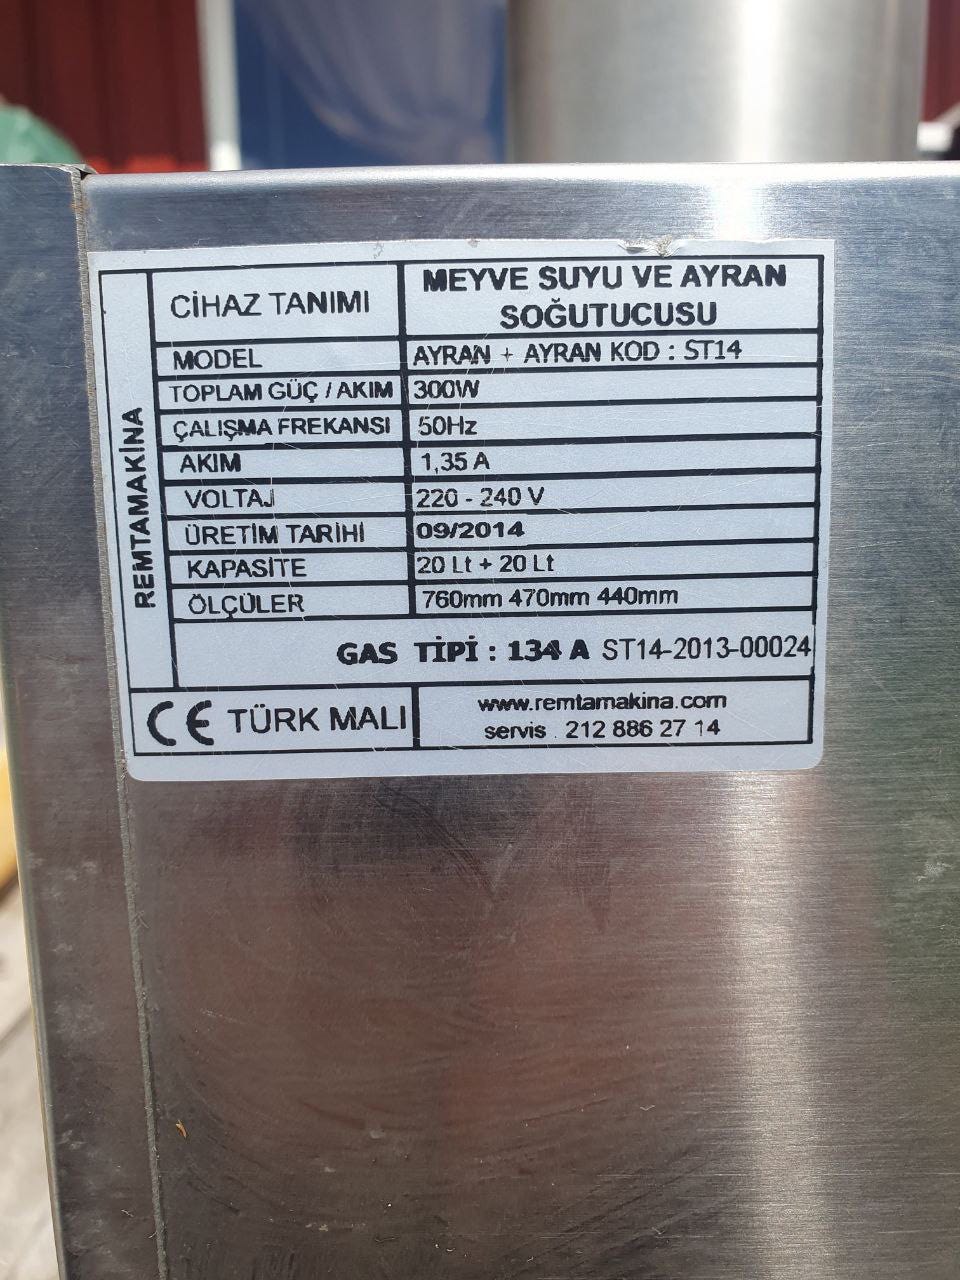 REMTAMAKİNA
CİHAZ TANIMI MEYVE SUYU VE AYRAN SOĞUTUCUSU
MODEL AYRAN + AYRAN KOD : ST14
TOPLAM GÜÇ / AKIM 300W
ÇALIŞMA FREKANSI 50Hz
AKIM 1,35 A
VOLTAJ 220 - 240 V
ÜRETİM TARİHİ 09/2014
KAPASİTE 20 Lt + 20 Lt
ÖLÇÜLER 760mm 470mm 440mm
GAS TİPİ : 134 A ST14-2013-00024
CE TÜRK MALI
www.remtamakina.com
servis : 212 886 27 14